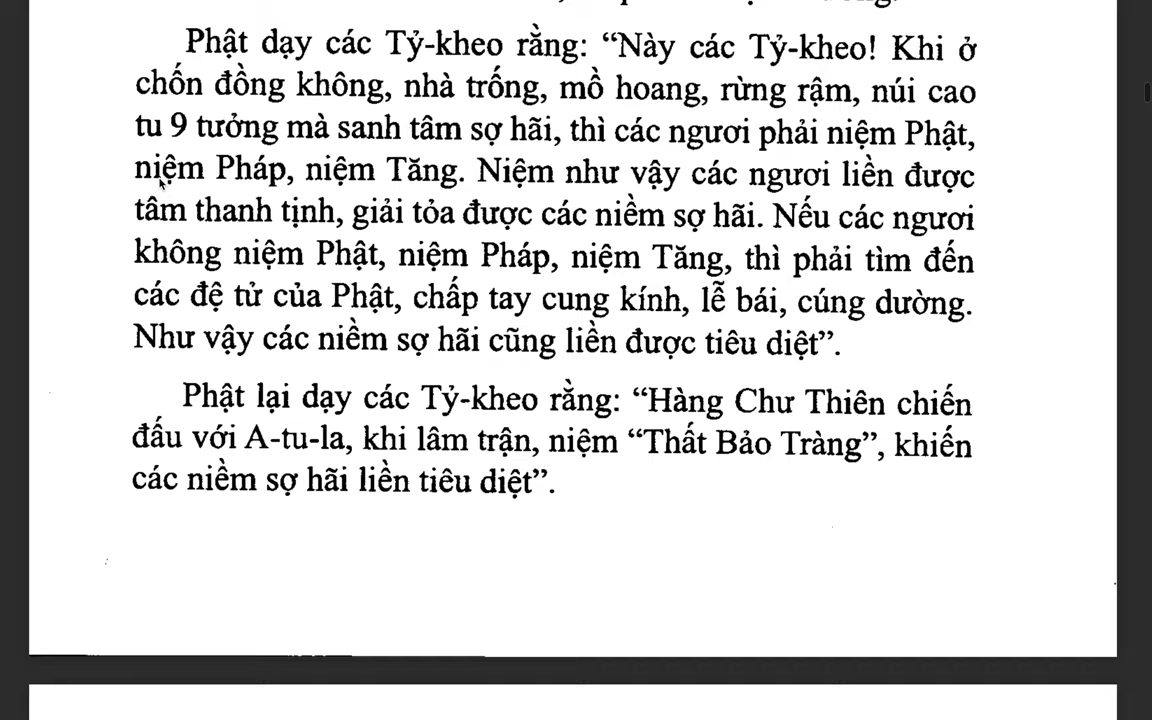 Phật dạy các Tỷ-kheo rằng: “Này các Tỷ-kheo! Khi ở
chốn đồng không, nhà trống, mồ hoang, rừng rậm, núi cao
tu 9 tưởng mà sanh tâm sợ hãi, thì các ngươi phải niệm Phật,
niệm Pháp, niệm Tăng. Niệm như vậy các ngươi liền được
tâm thanh tịnh, giải tỏa được các niềm sợ hãi. Nếu các ngươi
không niệm Phật, niệm Pháp, niệm Tăng, thì phải tìm đến
các đệ tử của Phật, chấp tay cung kính, lễ bái, cúng dường.
Như vậy các niềm sợ hãi cũng liền được tiêu diệt”.
Phật lại dạy các Tỷ-kheo rằng: “Hàng Chư Thiên chiến
đấu với A-tu-la, khi lâm trận, niệm “Thất Bảo Tràng”, khiến
các niềm sợ hãi liền tiêu diệt”.